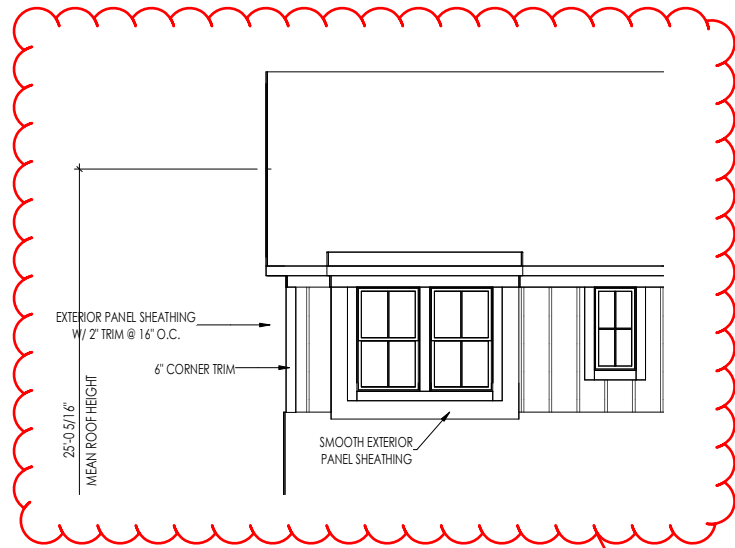 EXTERIOR PANEL SHEATHING
W/ 2" TRIM @ 16" O.C.
6" CORNER TRIM
25'-0 5/16"
MEAN ROOF HEIGHT
SMOOTH EXTERIOR
PANEL SHEATHING